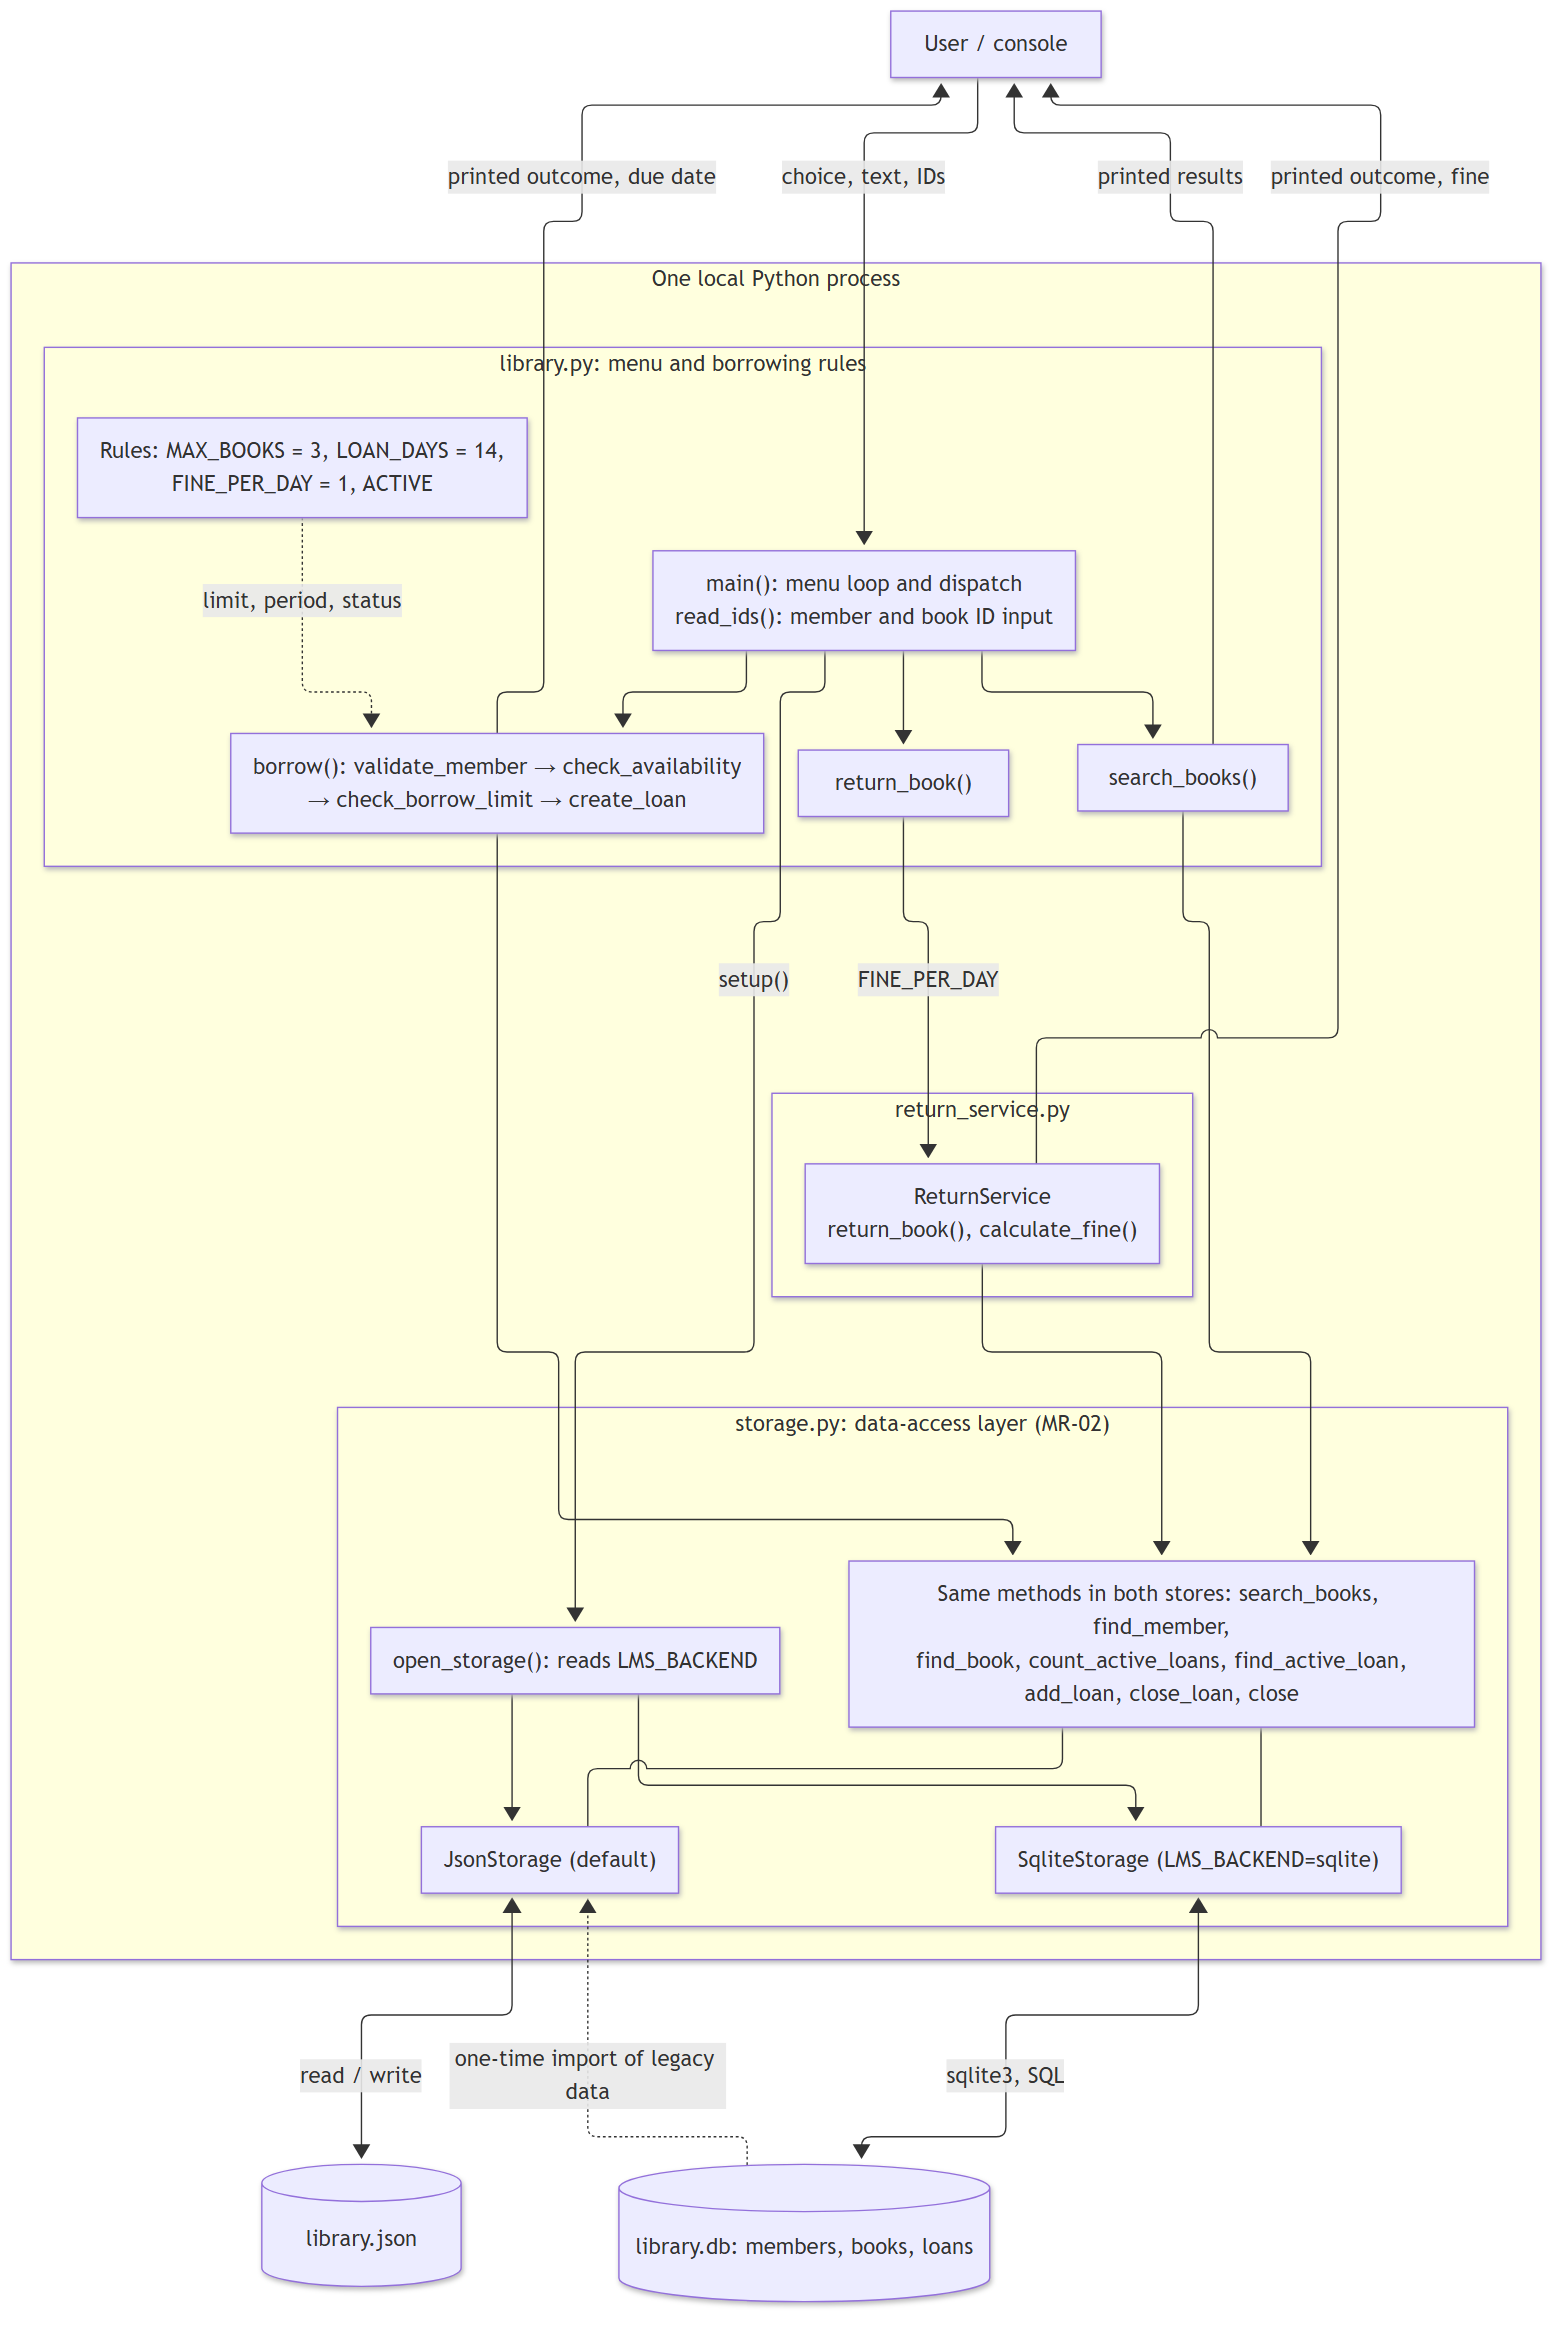 User / console
printed outcome, due date
choice, text, IDs
printed results
printed outcome, fine
One local Python process
library.py: menu and borrowing rules
Rules: MAX_BOOKS = 3, LOAN_DAYS = 14,
FINE_PER_DAY = 1, ACTIVE
limit, period, status
main(): menu loop and dispatch
read_ids(): member and book ID input
borrow(): validate_member → check_availability
→ check_borrow_limit → create_loan
return_book()
search_books()
setup()
FINE_PER_DAY
return_service.py
ReturnService
return_book(), calculate_fine()
storage.py: data-access layer (MR-02)
Same methods in both stores: search_books,
find_member,
find_book, count_active_loans, find_active_loan,
add_loan, close_loan, close
open_storage(): reads LMS_BACKEND
JsonStorage (default)
SqliteStorage (LMS_BACKEND=sqlite)
read / write
one-time import of legacy
data
sqlite3, SQL
library.json
library.db: members, books, loans